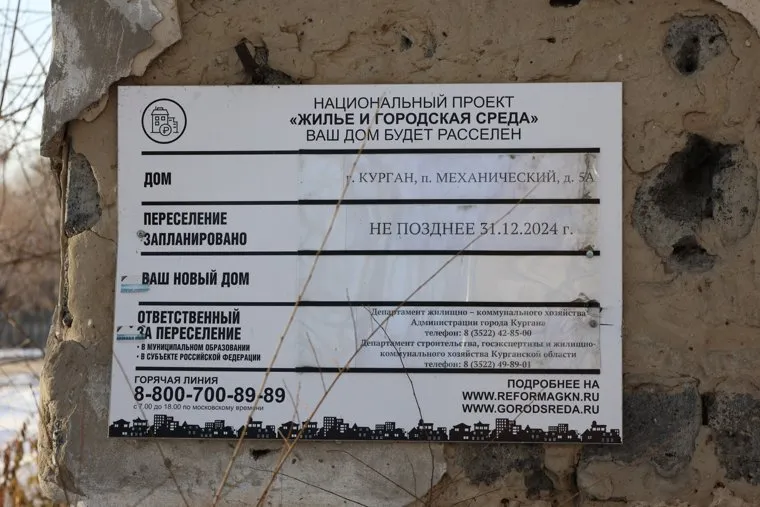 НАЦИОНАЛЬНЫЙ ПРОЕКТ
«ЖИЛЬЕ И ГОРОДСКАЯ СРЕДА»
ВАШ ДОМ БУДЕТ РАССЕЛЕН
ДОМ
г. КУРГАН, п. МЕХАНИЧЕСКИЙ, д. 5А
ПЕРЕСЕЛЕНИЕ
ЗАПЛАНИРОВАНО
НЕ ПОЗДНЕЕ 31.12.2024 г.
ВАШ НОВЫЙ ДОМ
ОТВЕТСТВЕННЫЙ
ЗА ПЕРЕСЕЛЕНИЕ
• В МУНИЦИПАЛЬНОМ ОБРАЗОВАНИИ
• В СУБЪЕКТЕ РОССИЙСКОЙ ФЕДЕРАЦИИ
Департамент жилищно – коммунального хозяйства
Администрации города Кургана
телефон: 8 (3522) 42-85-00
Департамент строительства, госэкспертизы и жилищно-
коммунального хозяйства Курганской области
телефон: 8 (3522) 49-89-01
ГОРЯЧАЯ ЛИНИЯ
8-800-700-89-89
с 7.00 до 18.00 по московскому времени
ПОДРОБНЕЕ НА
WWW.REFORMAGKN.RU
WWW.GORODSREDA.RU